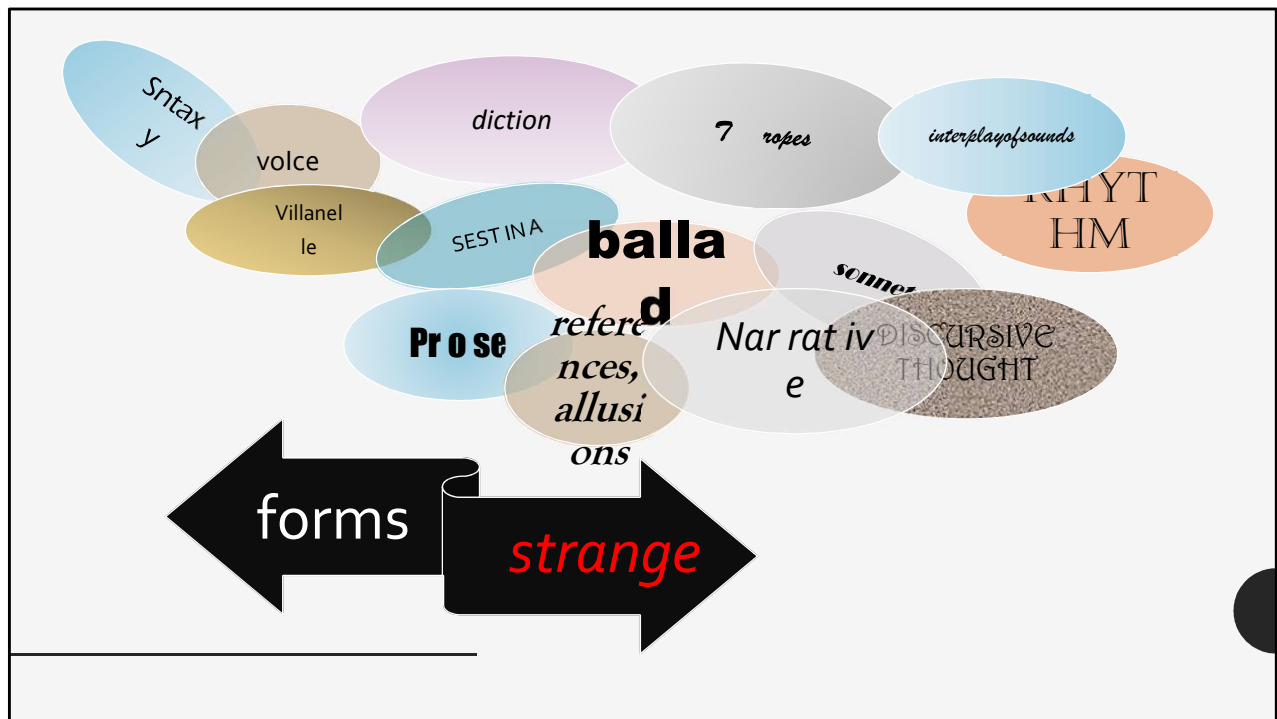 Sntax
y
volce
diction
7 ropes
interplayofsounds
RHYT
HM
Villanel
le
SEST IN A
balla
d
sonnet
Pr o se
refere
nces,
allusi
ons
Nar rat iv
e
DISCURSIVE
THOUGHT
forms
strange